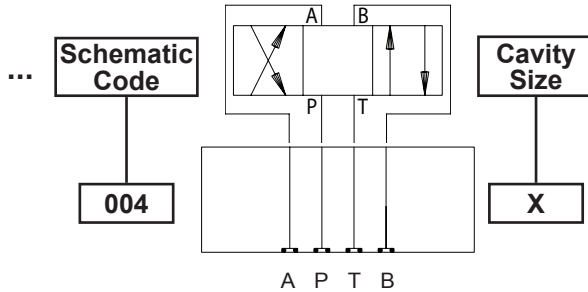 A B
...
Schematic
Code
Cavity
Size
P T
004
X
A P T B